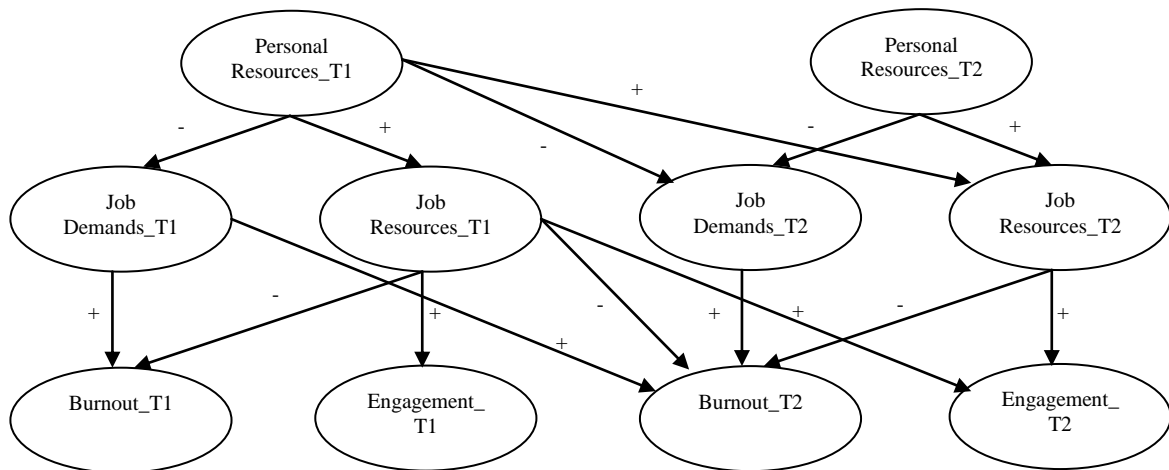 Personal
Resources_T1
Personal
Resources_T2
+
-
+
-
-
+
Job
Demands_T1
Job
Resources_T1
Job
Demands_T2
Job
Resources_T2
+
-
+
+
-
+
+
-
+
Burnout_T1
Engagement_
T1
Burnout_T2
Engagement_
T2